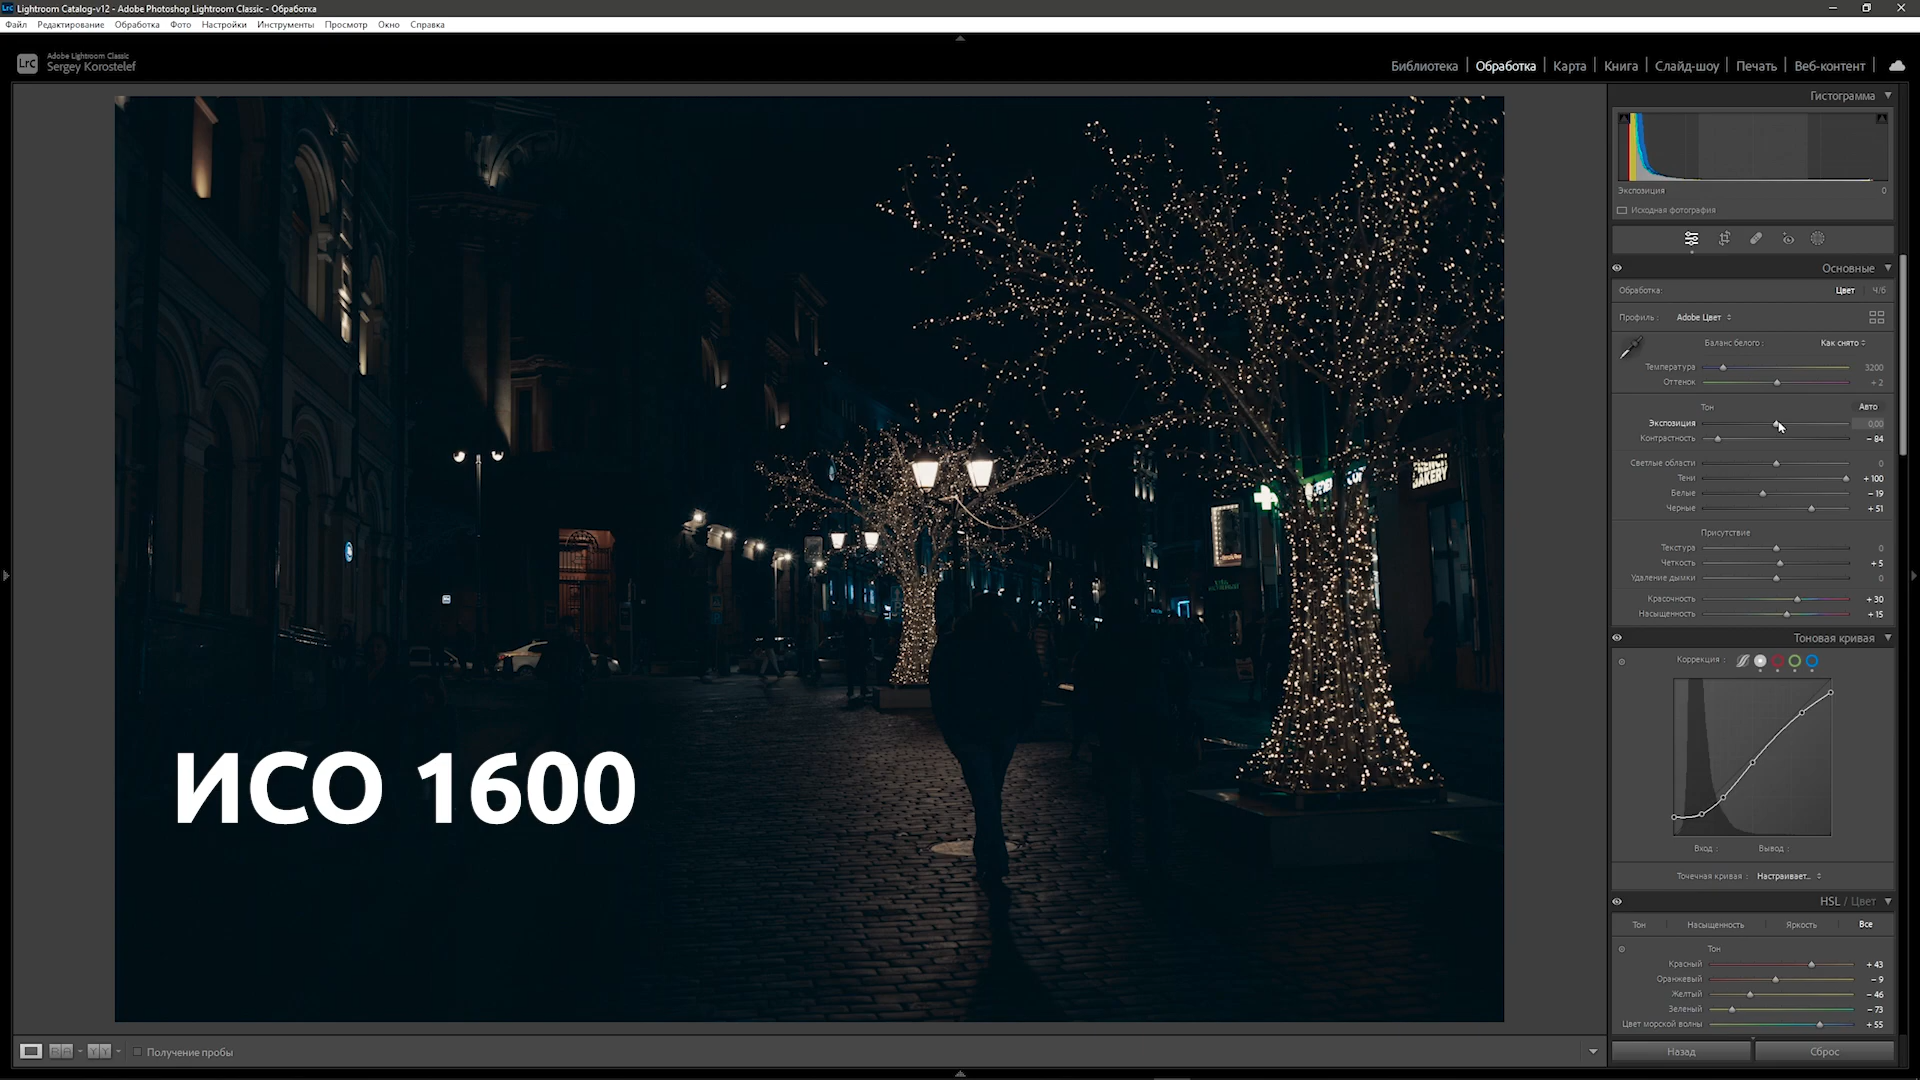 Lightroom Catalog-v12 - Adobe Photoshop Lightroom Classic - Обработка
Файл Редактирование Обработка Фото Настройки Инструменты Просмотр Окно Справка
LrC
Adobe Lightroom Classic
Sergey Korostelef
Библиотека | Обработка | Карта | Книга | Слайд-шоу | Печать | Веб-контент |
Гистограмма
Экспозиция 0
Исходная фотография
Основные
Обработка: Цвет Ч/б
Профиль: Adobe Цвет
Баланс белого: Как снято
Температура 3200
Оттенок + 2
Тон Авто
Экспозиция 0,00
Контрастность − 84
Светлые области 0
Тени + 100
Белые − 19
Черные + 51
Присутствие
Текстура 0
Четкость + 5
Удаление дымки 0
Красочность + 30
Насыщенность + 15
Тоновая кривая
Коррекция:
Вход: Вывод:
Точечная кривая: Настраивает...
HSL / Цвет
Тон Насыщенность Яркость Все
Тон
Красный + 43
Оранжевый − 9
Желтый − 46
Зеленый − 73
Цвет морской волны + 55
Назад Сброс
FRENCH
BAKERY
ИСО 1600
Получение пробы